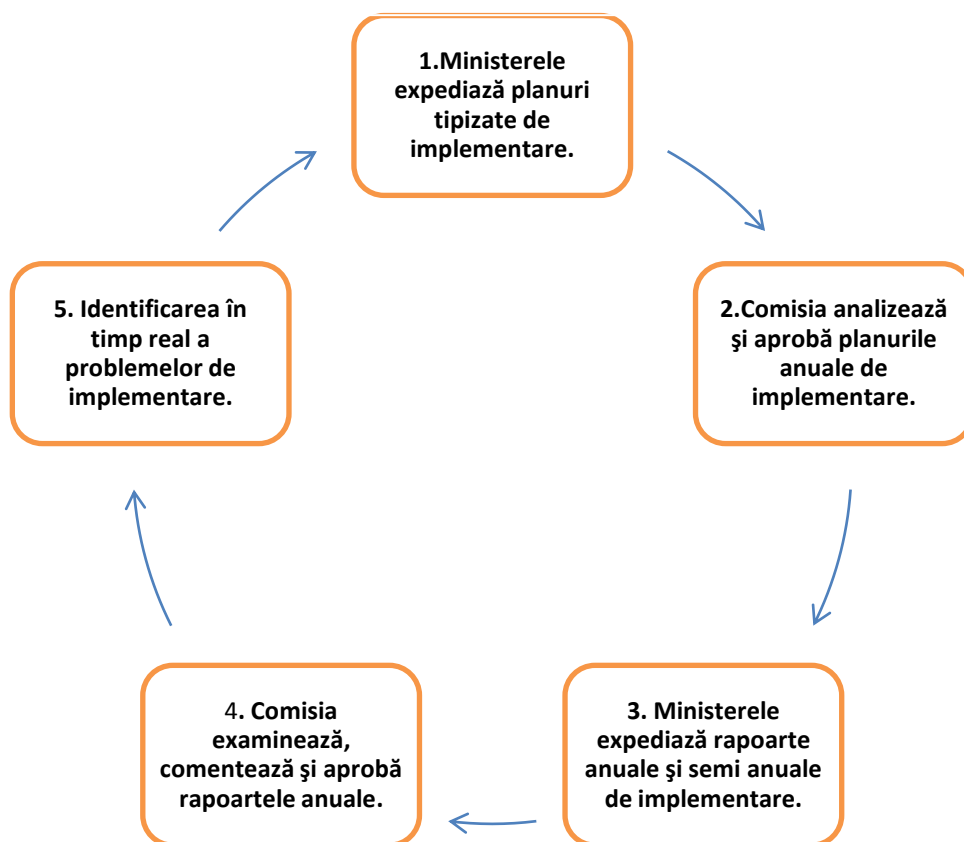 1.Ministerele
expediază planuri
tipizate de
implementare.
2.Comisia analizează
şi aprobă planurile
anuale de
implementare.
3. Ministerele
expediază rapoarte
anuale şi semi anuale
de implementare.
4. Comisia
examinează,
comentează şi aprobă
rapoartele anuale.
5. Identificarea în
timp real a
problemelor de
implementare.